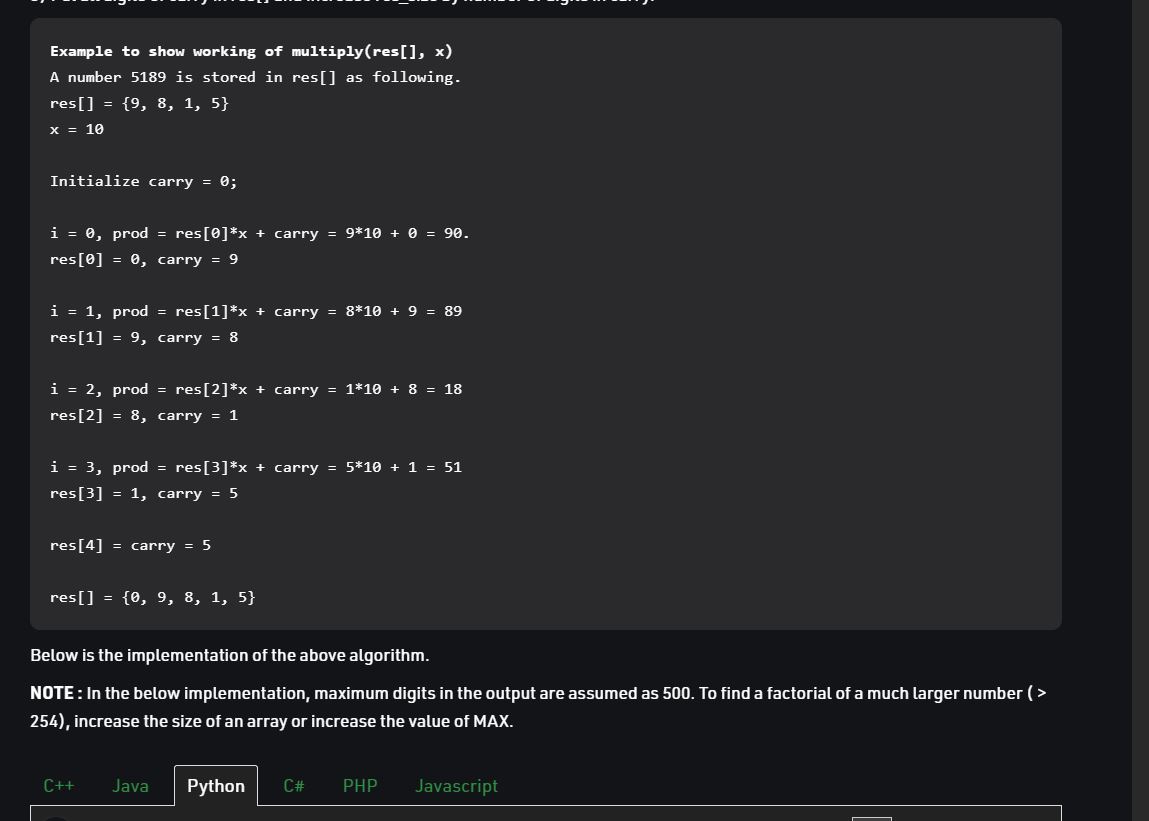 Example to show working of multiply(res[], x)
A number 5189 is stored in res[] as following.
res[] = {9, 8, 1, 5}
x = 10
Initialize carry = 0;
i = 0, prod = res[0]*x + carry = 9*10 + 0 = 90.
res[0] = 0, carry = 9
i = 1, prod = res[1]*x + carry = 8*10 + 9 = 89
res[1] = 9, carry = 8
i = 2, prod = res[2]*x + carry = 1*10 + 8 = 18
res[2] = 8, carry = 1
i = 3, prod = res[3]*x + carry = 5*10 + 1 = 51
res[3] = 1, carry = 5
res[4] = carry = 5
res[] = {0, 9, 8, 1, 5}
Below is the implementation of the above algorithm.
NOTE : In the below implementation, maximum digits in the output are assumed as 500. To find a factorial of a much larger number ( >
254), increase the size of an array or increase the value of MAX.
C++ Java Python C# PHP Javascript